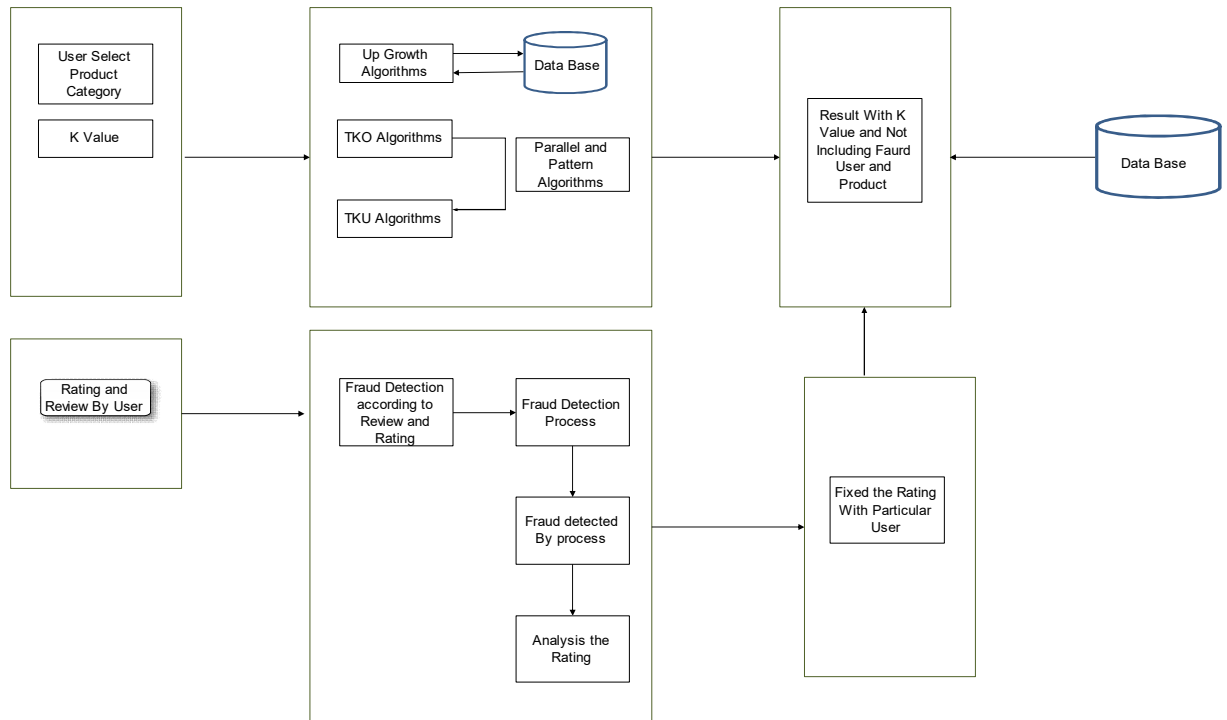 User Select
Product
Category
K Value
Up Growth
Algorithms
Data Base
TKO Algorithms
Parallel and
Pattern
Algorithms
TKU Algorithms
Result With K
Value and Not
Including Faurd
User and
Product
Data Base
Rating and
Review By User
Fraud Detection
according to
Review and
Rating
Fraud Detection
Process
Fraud detected
By process
Analysis the
Rating
Fixed the Rating
With Particular
User